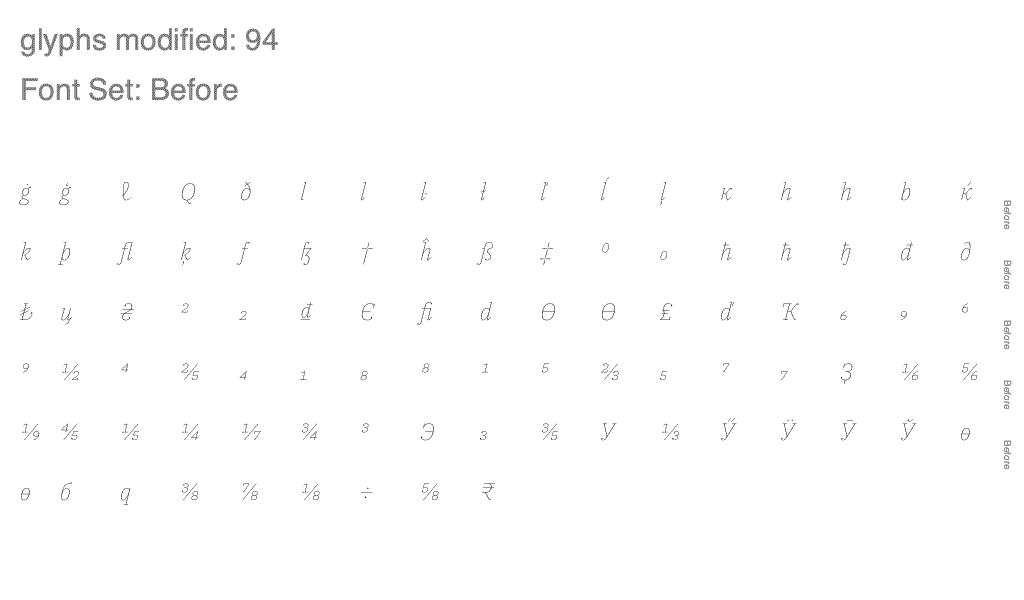 glyphs modified: 94
Font Set: Before
ġ ģ ℓ Q ð l l ŀ ł ľ ĺ ļ к h h b ќ Before
k þ ﬂ ķ f ꜧ † ĥ ß ‡ º ₀ ħ ћ ђ đ ∂ Before
Ł ц ₴ ² ₂ ₫ Є ﬁ d Ө Ѳ £ ď Ҡ ₆ ₉ ⁶ Before
⁹ ½ ⁴ ⅖ ₄ ₁ ₈ ⁸ ¹ ⁵ ⅔ ₅ ⁷ ₇ Ҙ ⅙ ⅚ Before
⅑ ⅘ ⅕ ¼ ⅐ ¾ ³ Э ₃ ⅗ У ⅓ Ӳ Ӱ Ӯ Ў ө Before
ѳ б q ⅜ ⅞ ⅛ ÷ ⅝ ₹